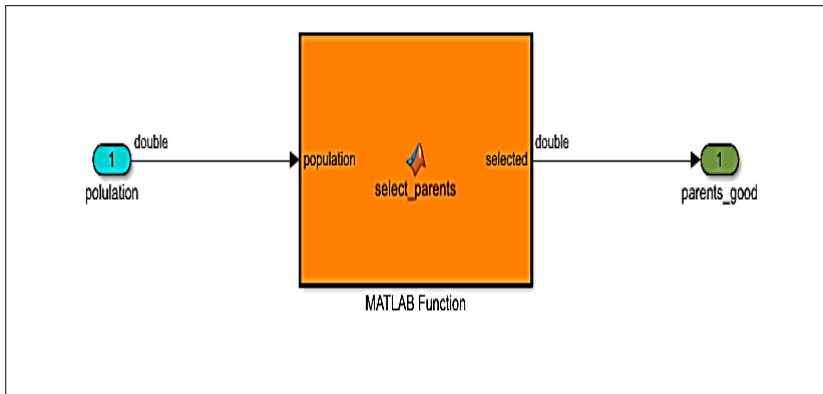 double
1
polulation
population
select_parents
selected
double
1
parents_good
MATLAB Function